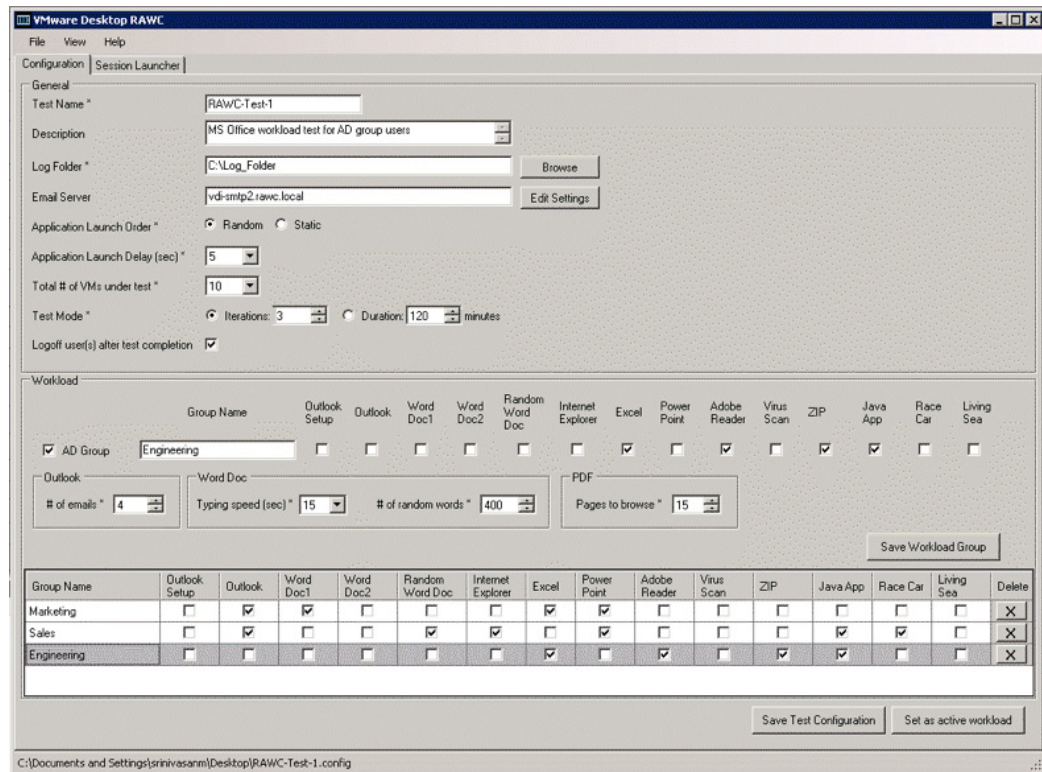 VMware Desktop RAWC
File View Help
Configuration Session Launcher
General
Test Name * RAWC-Test-1
Description MS Office workload test for AD group users
Log Folder * C:\Log_Folder Browse
Email Server vdi-smtp2.rawc.local Edit Settings
Application Launch Order * Random Static
Application Launch Delay (sec) * 5
Total # of VMs under test * 10
Test Mode * Iterations: 3 Duration: 120 minutes
Logoff user(s) after test completion
Workload
Group Name Outlook Setup Outlook Word Doc1 Word Doc2 Random Word Doc Internet Explorer Excel Power Point Adobe Reader Virus Scan ZIP Java App Race Car Living Sea
AD Group Engineering
Outlook Word Doc PDF
# of emails * 4 Typing speed (sec) * 15 # of random words * 400 Pages to browse * 15
Save Workload Group
Group Name Outlook Setup Outlook Word Doc1 Word Doc2 Random Word Doc Internet Explorer Excel Power Point Adobe Reader Virus Scan ZIP Java App Race Car Living Sea Delete
Marketing X
Sales X
Engineering X
Save Test Configuration Set as active workload
C:\Documents and Settings\srinivasanm\Desktop\RAWC-Test-1.config